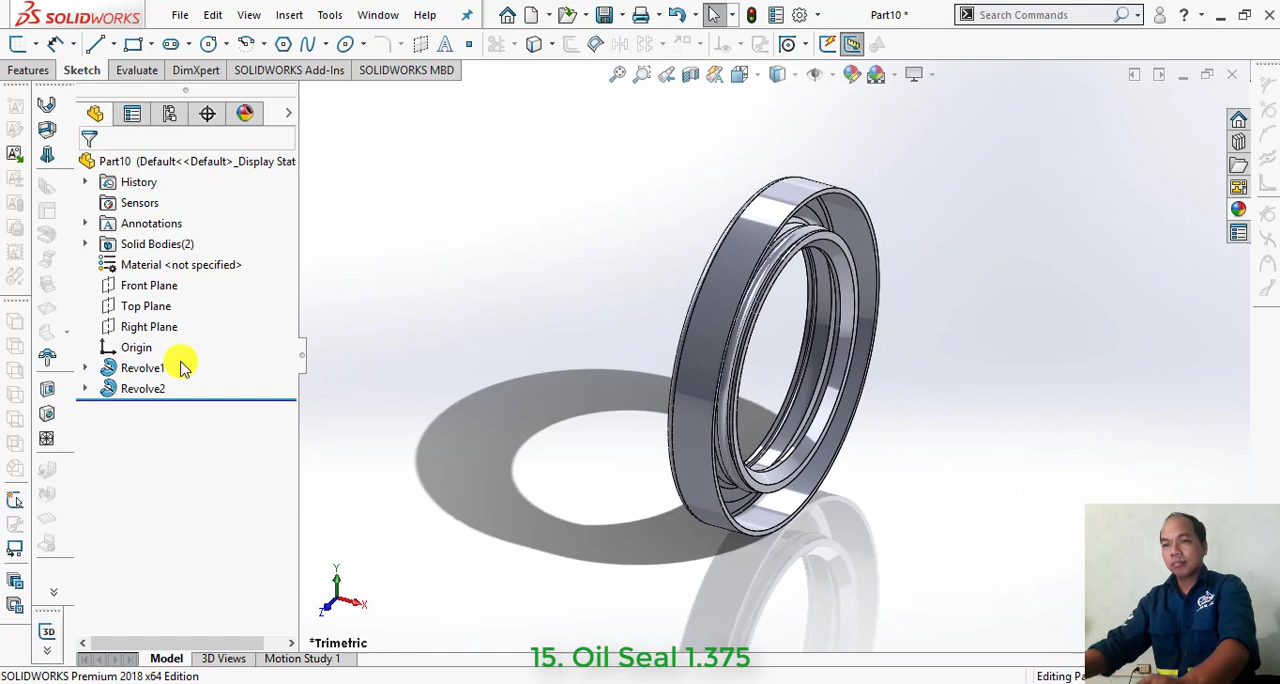 SOLIDWORKS
File
Edit
View
Insert
Tools
Window
Help
Part10 *
Search Commands
Features
Sketch
Evaluate
DimXpert
SOLIDWORKS Add-Ins
SOLIDWORKS MBD
Part10 (Default<<Default>_Display Stat
History
Sensors
Annotations
Solid Bodies(2)
Material <not specified>
Front Plane
Top Plane
Right Plane
Origin
Revolve1
Revolve2
Y
X
Z
3D
*Trimetric
Model
3D Views
Motion Study 1
15. Oil Seal 1.375
SOLIDWORKS Premium 2018 x64 Edition
Editing Pa